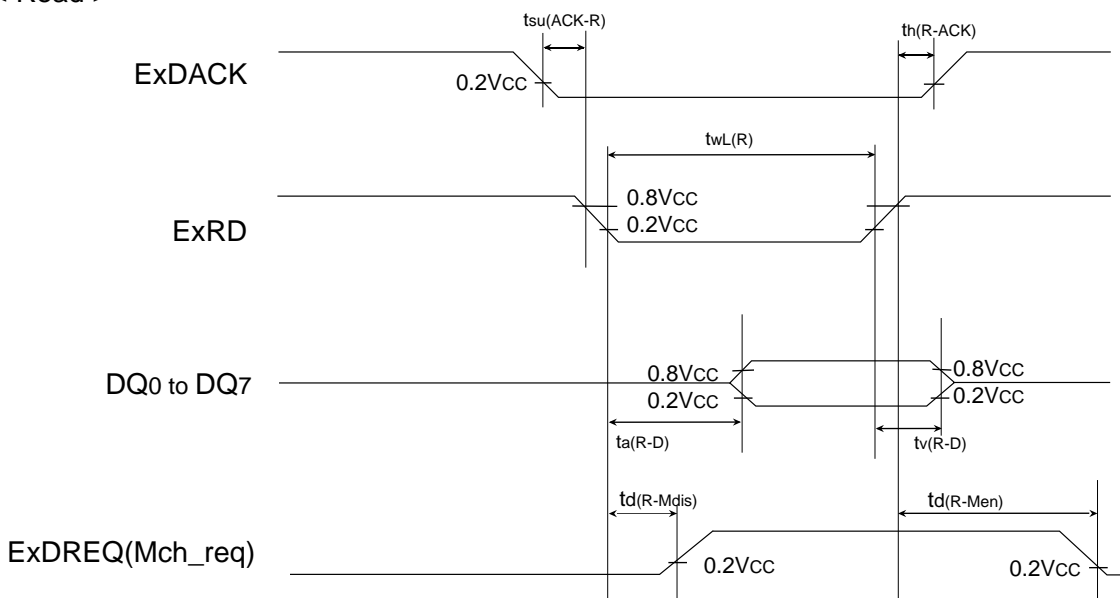 < Read >
tsu(ACK-R)
th(R-ACK)
ExDACK
0.2VCC
twL(R)
0.8VCC
ExRD
0.2VCC
DQ0 to DQ7
0.8VCC
0.8VCC
0.2VCC
0.2VCC
ta(R-D)
tv(R-D)
td(R-Mdis)
td(R-Men)
ExDREQ(Mch_req)
0.2VCC
0.2VCC